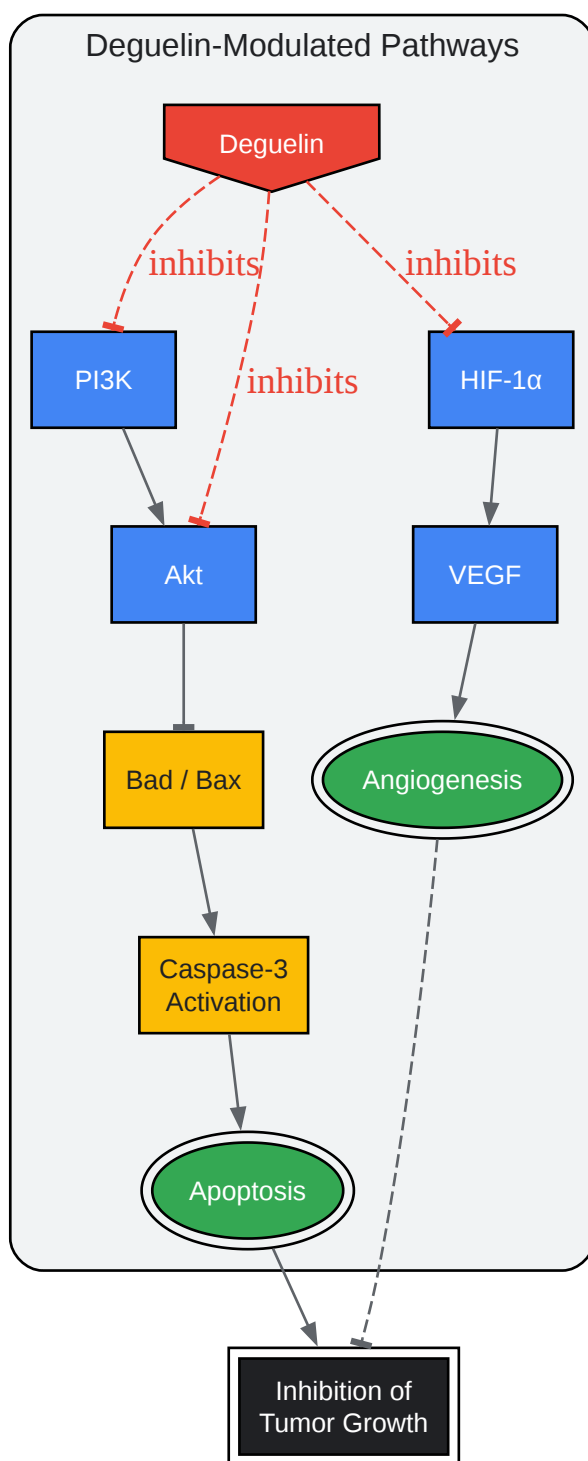 Deguelin-Modulated Pathways
Deguelin
inhibits
inhibits
inhibits
PI3K
HIF-1α
Akt
VEGF
Bad / Bax
Angiogenesis
Caspase-3
Activation
Apoptosis
Inhibition of
Tumor Growth